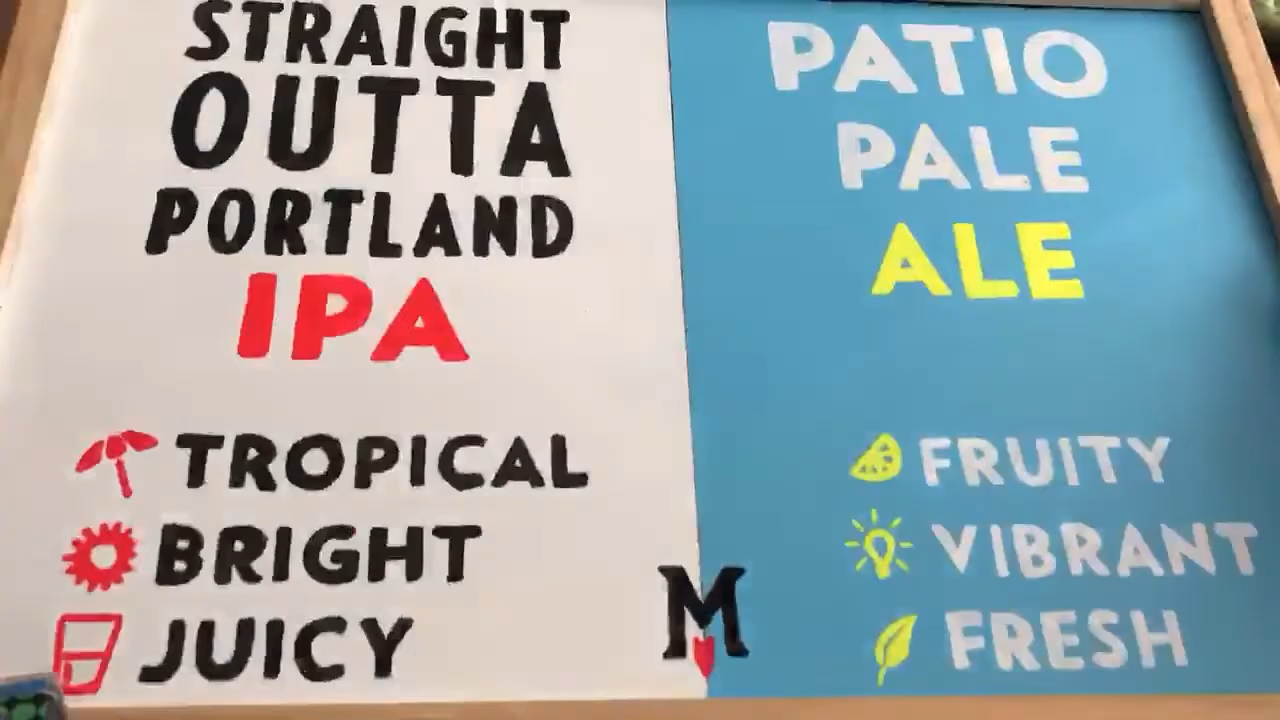 STRAIGHT
OUTTA
PORTLAND
IPA
TROPICAL
BRIGHT
JUICY
M
PATIO
PALE
ALE
FRUITY
VIBRANT
FRESH